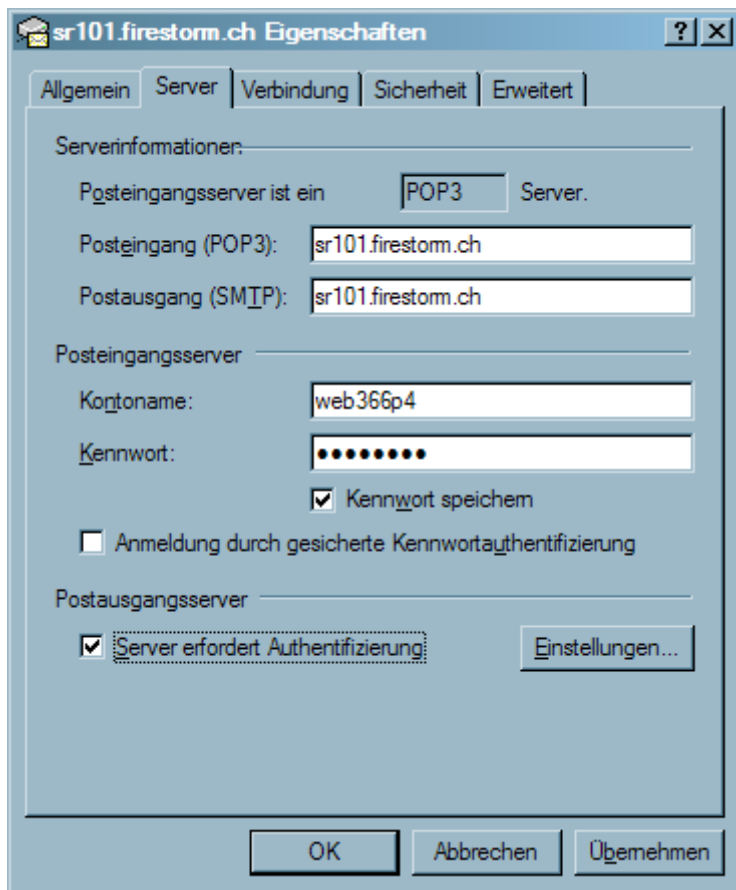 sr101.firestorm.ch Eigenschaften
Allgemein Server Verbindung Sicherheit Erweitert
Serverinformationen
Posteingangsserver ist ein POP3 Server.
Posteingang (POP3): sr101.firestorm.ch
Postausgang (SMTP): sr101.firestorm.ch
Posteingangsserver
Kontoname: web366p4
Kennwort: ●●●●●●●●
Kennwort speichern
Anmeldung durch gesicherte Kennwortauthentifizierung
Postausgangsserver
Server erfordert Authentifizierung Einstellungen...
OK Abbrechen Übernehmen